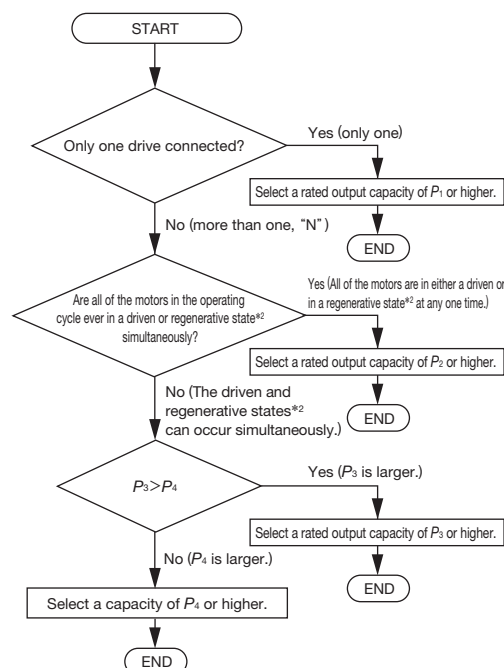 START
Only one drive connected?
Yes (only one)
Select a rated output capacity of P1 or higher.
END
No (more than one, “N”)
Are all of the motors in the operating
cycle ever in a driven or regenerative state*2
simultaneously?
Yes (All of the motors are in either a driven or
in a regenerative state*2 at any one time.)
Select a rated output capacity of P2 or higher.
END
No (The driven and
regenerative states*2
can occur simultaneously.)
P3>P4
Yes (P3 is larger.)
Select a rated output capacity of P3 or higher.
END
No (P4 is larger.)
Select a capacity of P4 or higher.
END